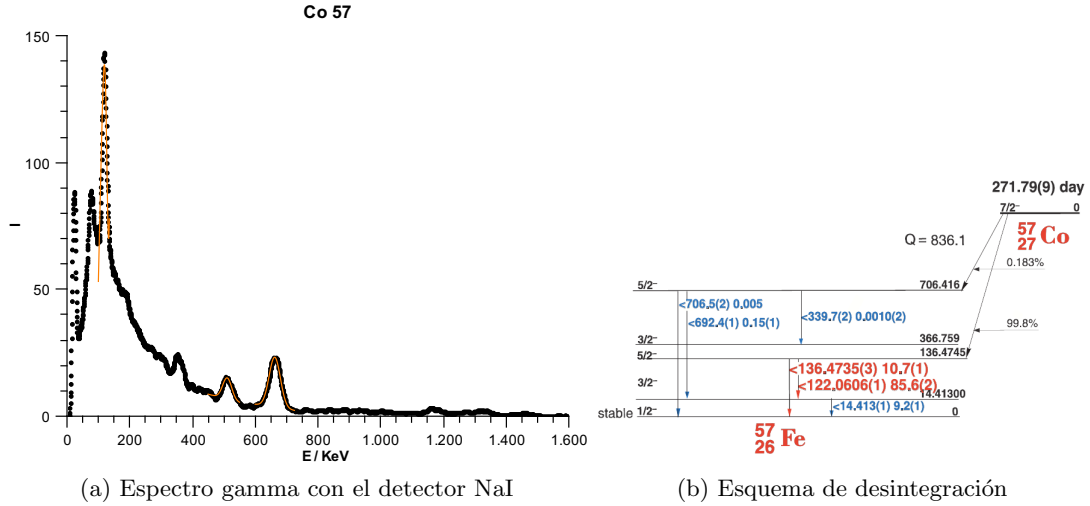 Co 57
150
100
50
0
I
0 200 400 600 800 1.000 1.200 1.400 1.600
E / KeV
(a) Espectro gamma con el detector NaI
271.79(9) day
7/2⁻ 0
57
27 Co
Q = 836.1
0.183%
5/2⁻ 706.416
<706.5(2) 0.005
<692.4(1) 0.15(1)
<339.7(2) 0.0010(2)
99.8%
3/2⁻ 366.759
5/2⁻ 136.4745
<136.4735(3) 10.7(1)
<122.0606(1) 85.6(2)
3/2⁻ 14.41300
<14.413(1) 9.2(1)
stable 1/2⁻ 0
57
26 Fe
(b) Esquema de desintegración